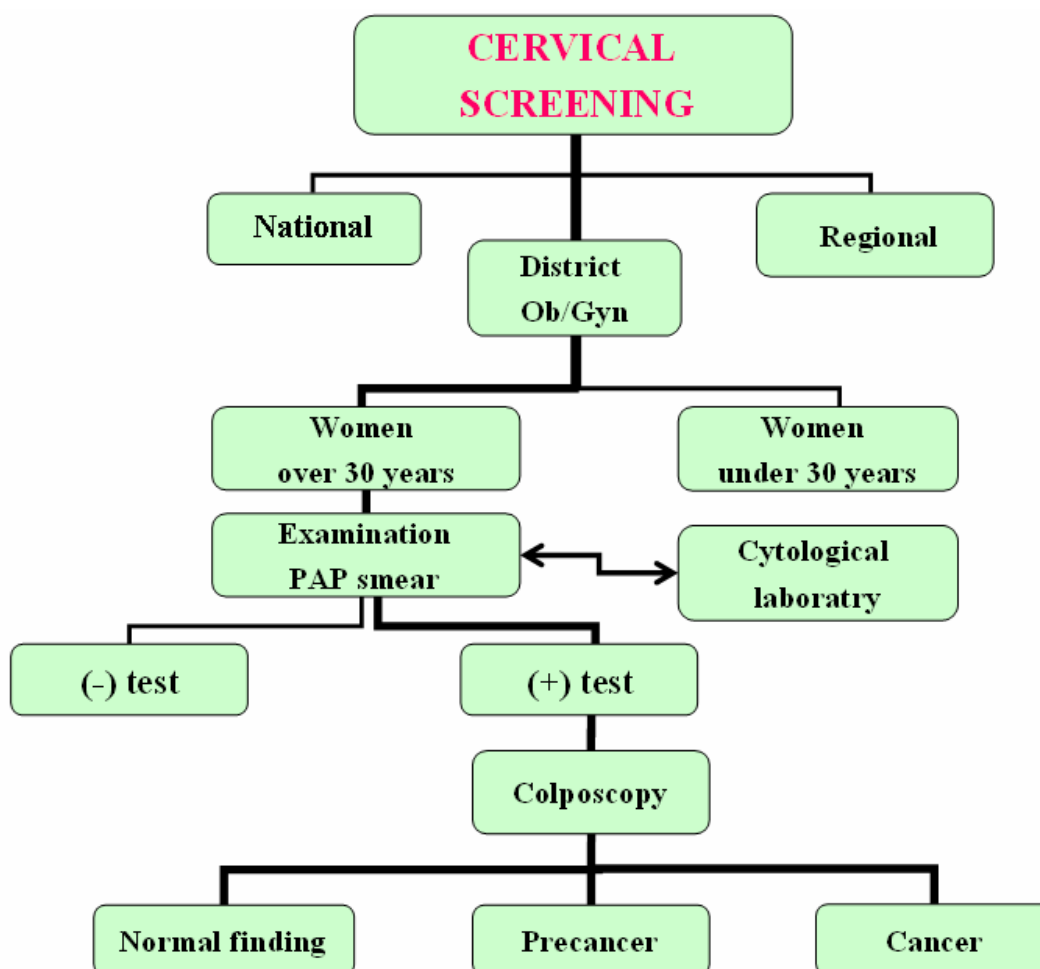 CERVICAL
SCREENING
National
Regional
District
Ob/Gyn
Women
over 30 years
Women
under 30 years
Examination
PAP smear
Cytological
laboratry
(-) test
(+) test
Colposcopy
Normal finding
Precancer
Cancer